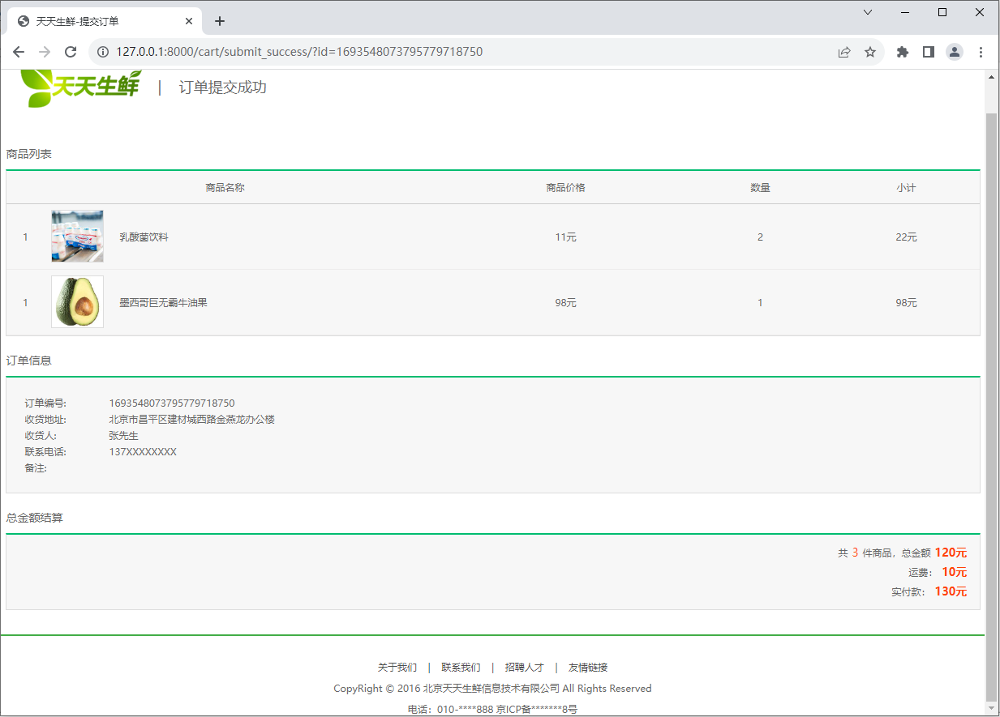 天天生鲜-提交订单
127.0.0.1:8000/cart/submit_success/?id=1693548073795779718750
天天生鲜 | 订单提交成功
商品列表
商品名称 商品价格 数量 小计
1 乳酸菌饮料 11元 2 22元
1 墨西哥巨无霸牛油果 98元 1 98元
订单信息
订单编号: 1693548073795779718750
收货地址: 北京市昌平区建材城西路金燕龙办公楼
收货人: 张先生
联系电话: 137XXXXXXXX
备注:
总金额结算
共 3 件商品，总金额 120元
运费： 10元
实付款： 130元
关于我们 | 联系我们 | 招聘人才 | 友情链接
CopyRight © 2016 北京天天生鲜信息技术有限公司 All Rights Reserved
电话：010-****888 京ICP备*******8号